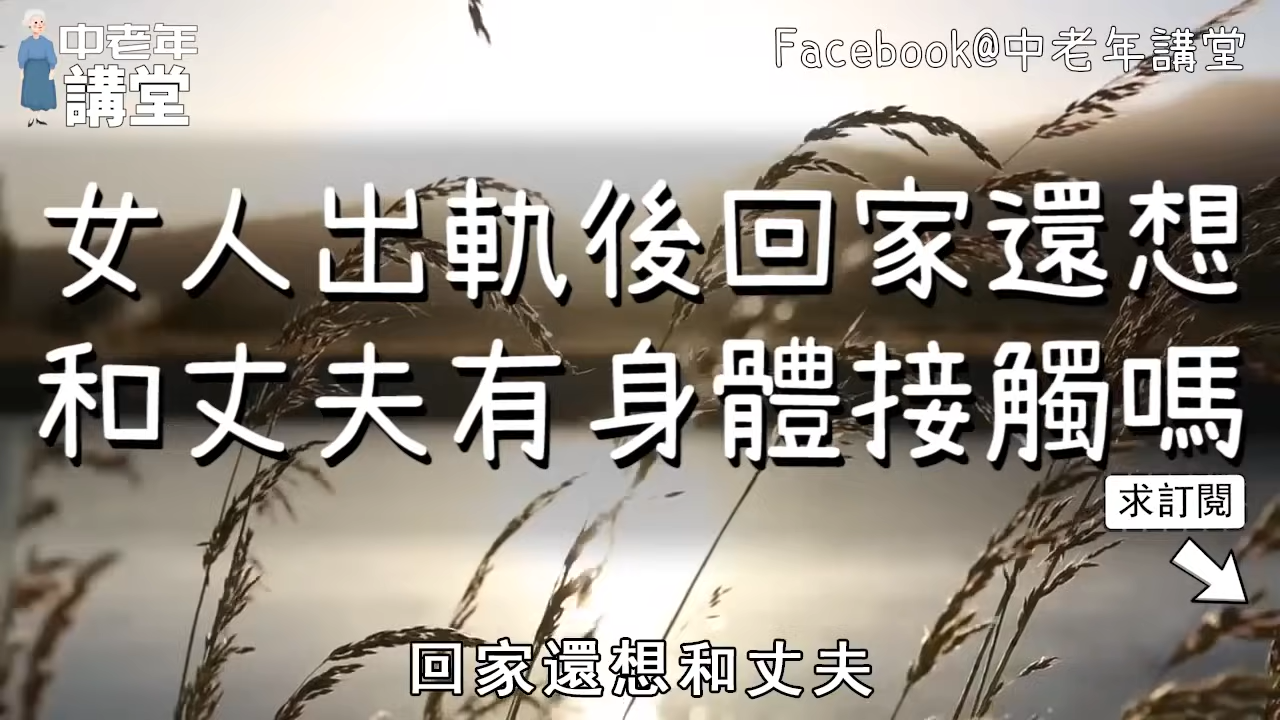 中老年
講堂
Facebook@中老年講堂
女人出軌後回家還想
和丈夫有身體接觸嗎
求訂閱
回家還想和丈夫